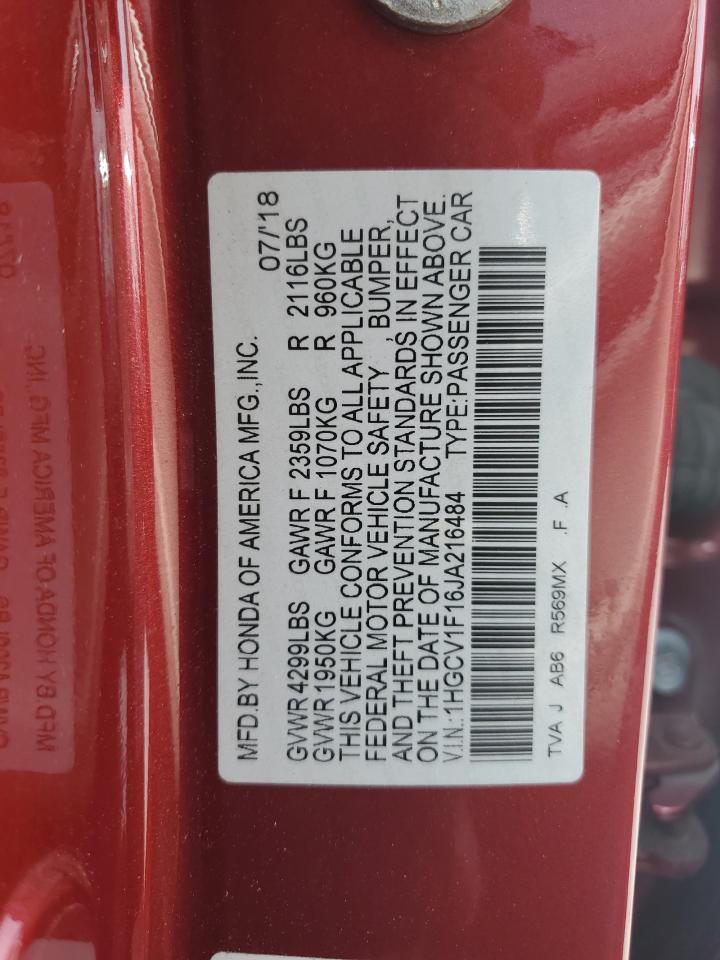 MFD.BY HONDA OF AMERICA MFG.,INC. 07/'18
GVWR 4299LBS GAWR F 2359LBS R 2116LBS
GVWR 1950KG GAWR F 1070KG R 960KG
THIS VEHICLE CONFORMS TO ALL APPLICABLE
FEDERAL MOTOR VEHICLE SAFETY , BUMPER,
AND THEFT PREVENTION STANDARDS IN EFFECT
ON THE DATE OF MANUFACTURE SHOWN ABOVE.
V.I.N.:1HGCV1F16JA216484 TYPE:PASSENGER CAR
TVA J AB6 R569MX .F .A